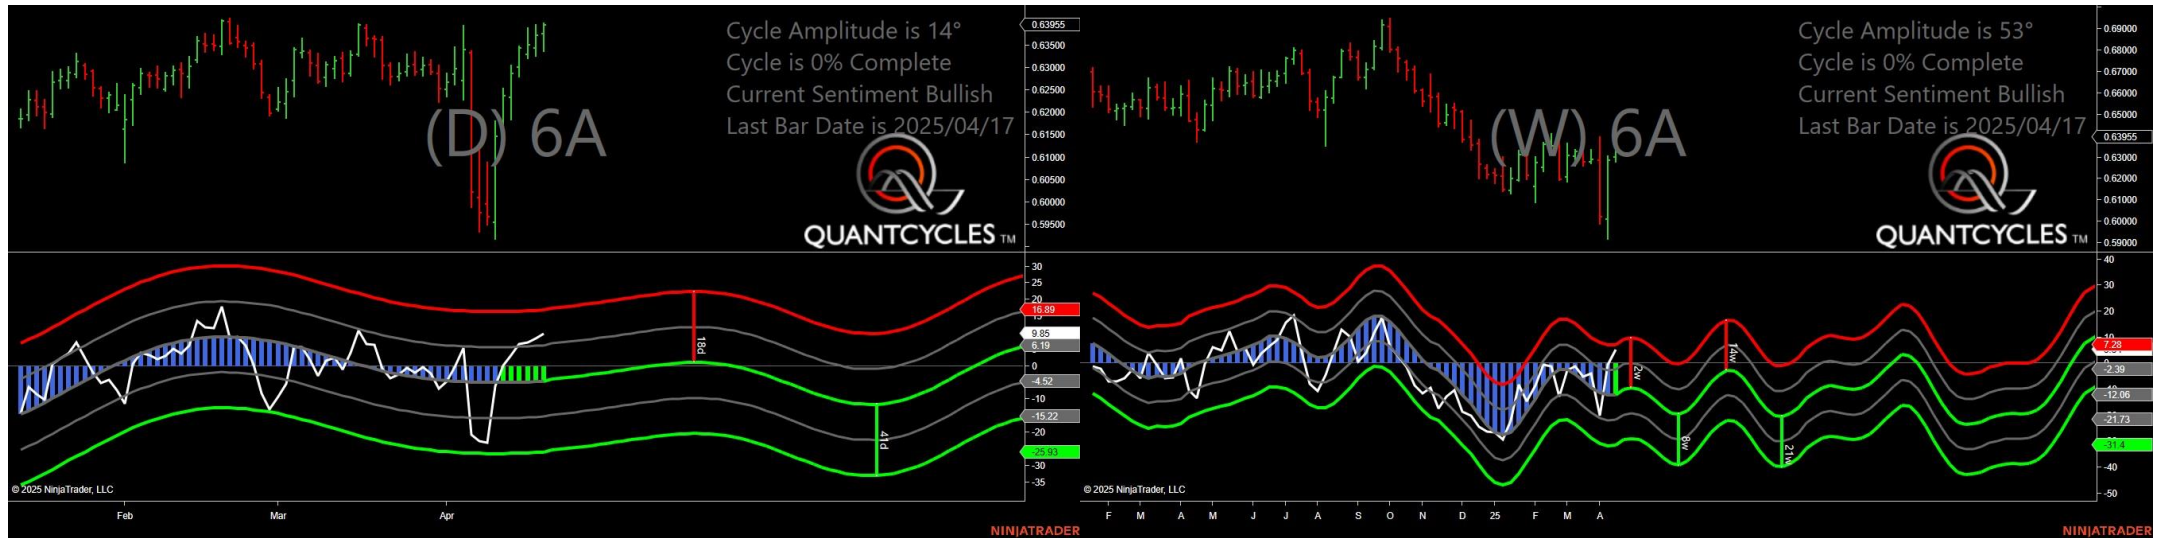 Cycle Amplitude is 14°
Cycle is 0% Complete
Current Sentiment Bullish
Last Bar Date is 2025/04/17
(D) 6A
QUANTCYCLES TM
0.63955
0.63500
0.63000
0.62500
0.62000
0.61500
0.61000
0.60500
0.60000
0.59500
30
25
20
16.89
9.85
6.19
0
-4.52
-10
-15.22
-20
-25.93
-30
-35
18d
41d
© 2025 NinjaTrader, LLC
Feb Mar Apr
NINJATRADER
Cycle Amplitude is 53°
Cycle is 0% Complete
Current Sentiment Bullish
Last Bar Date is 2025/04/17
(W) 6A
QUANTCYCLES TM
0.69000
0.68000
0.67000
0.66000
0.65000
0.63955
0.63000
0.62000
0.61000
0.60000
0.59000
40
30
20
10
7.28
-2.39
-12.06
-21.73
-31.4
-40
-50
2w
8w
14w
21w
© 2025 NinjaTrader, LLC
F M A M J J A S O N D 25 F M A
NINJATRADER